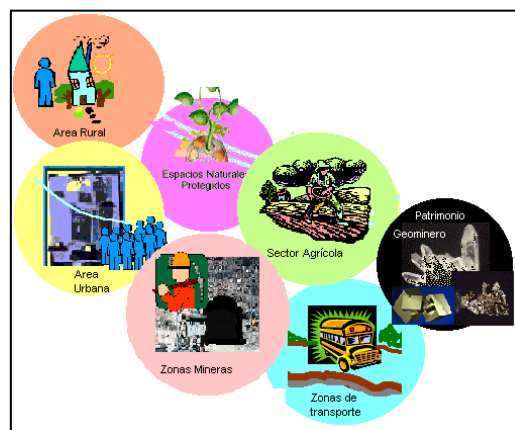 Area Rural
Espacios Naturales
Protegidos
Sector Agrícola
Patrimonio
Geominero
Area
Urbana
Zonas Mineras
Zonas de
transporte